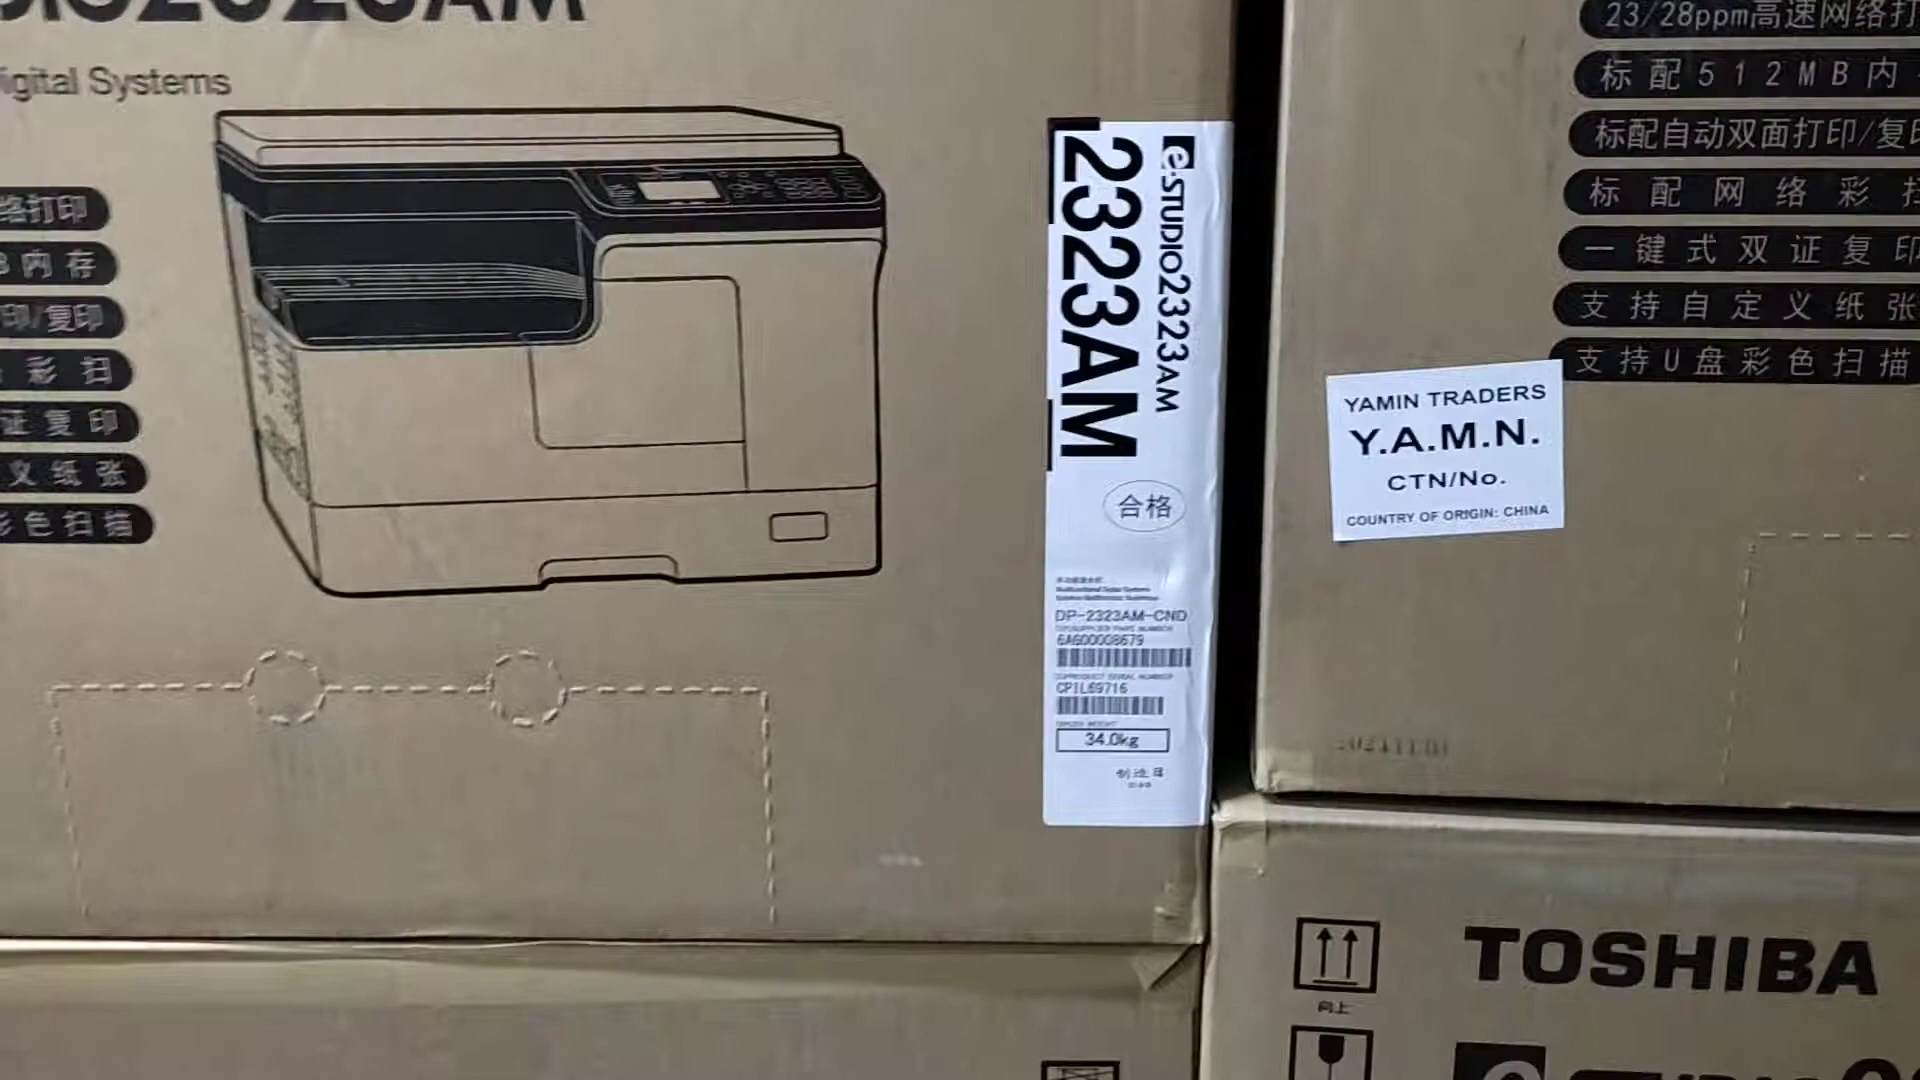 Digital Systems
络打印
内存
印/复印
彩扫
证复印
义纸张
色扫描
e-STUDIO2323AM
2323AM
合格
DP-2323AM-CND
6AG00008679
CPIL69716
34.0kg
制造日
23/28ppm高速网络打
标配512MB内
标配自动双面打印/复印
标配网络彩扫
一键式双证复印
支持自定义纸张
支持U盘彩色扫描
YAMIN TRADERS
Y.A.M.N.
CTN/No.
COUNTRY OF ORIGIN: CHINA
向上
TOSHIBA